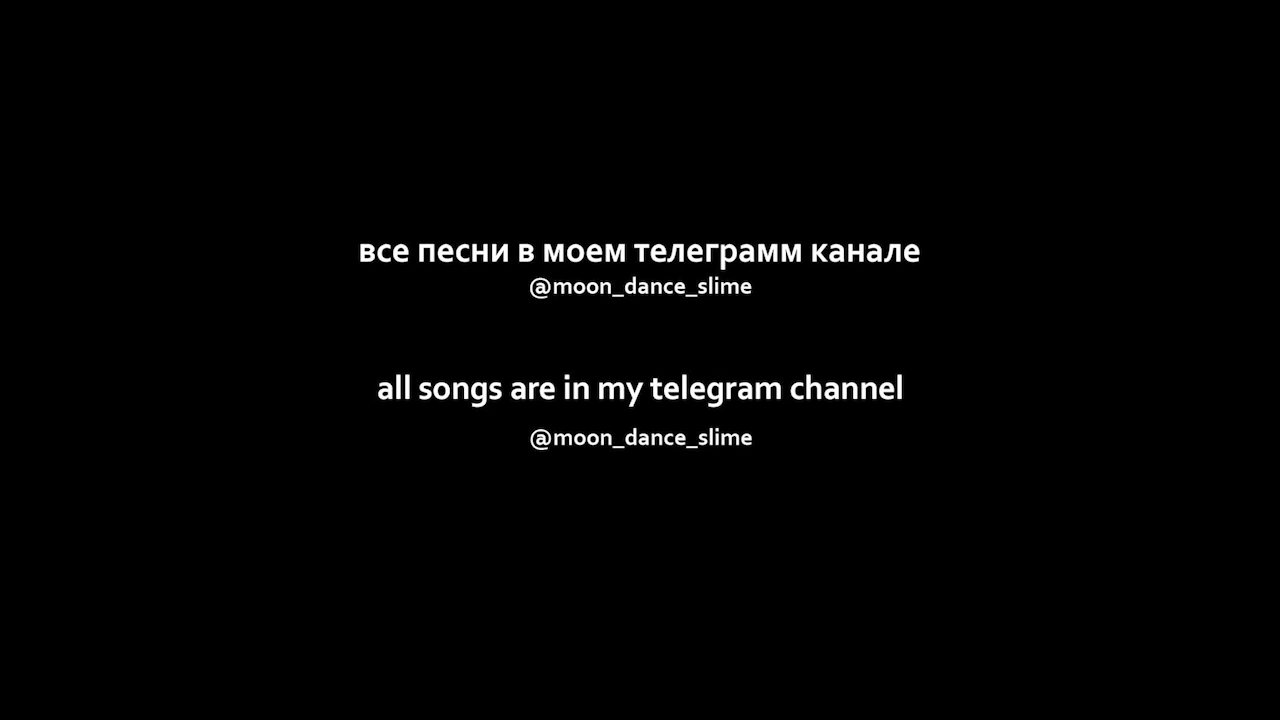 все песни в моем телеграмм канале
@moon_dance_slime
all songs are in my telegram channel
@moon_dance_slime